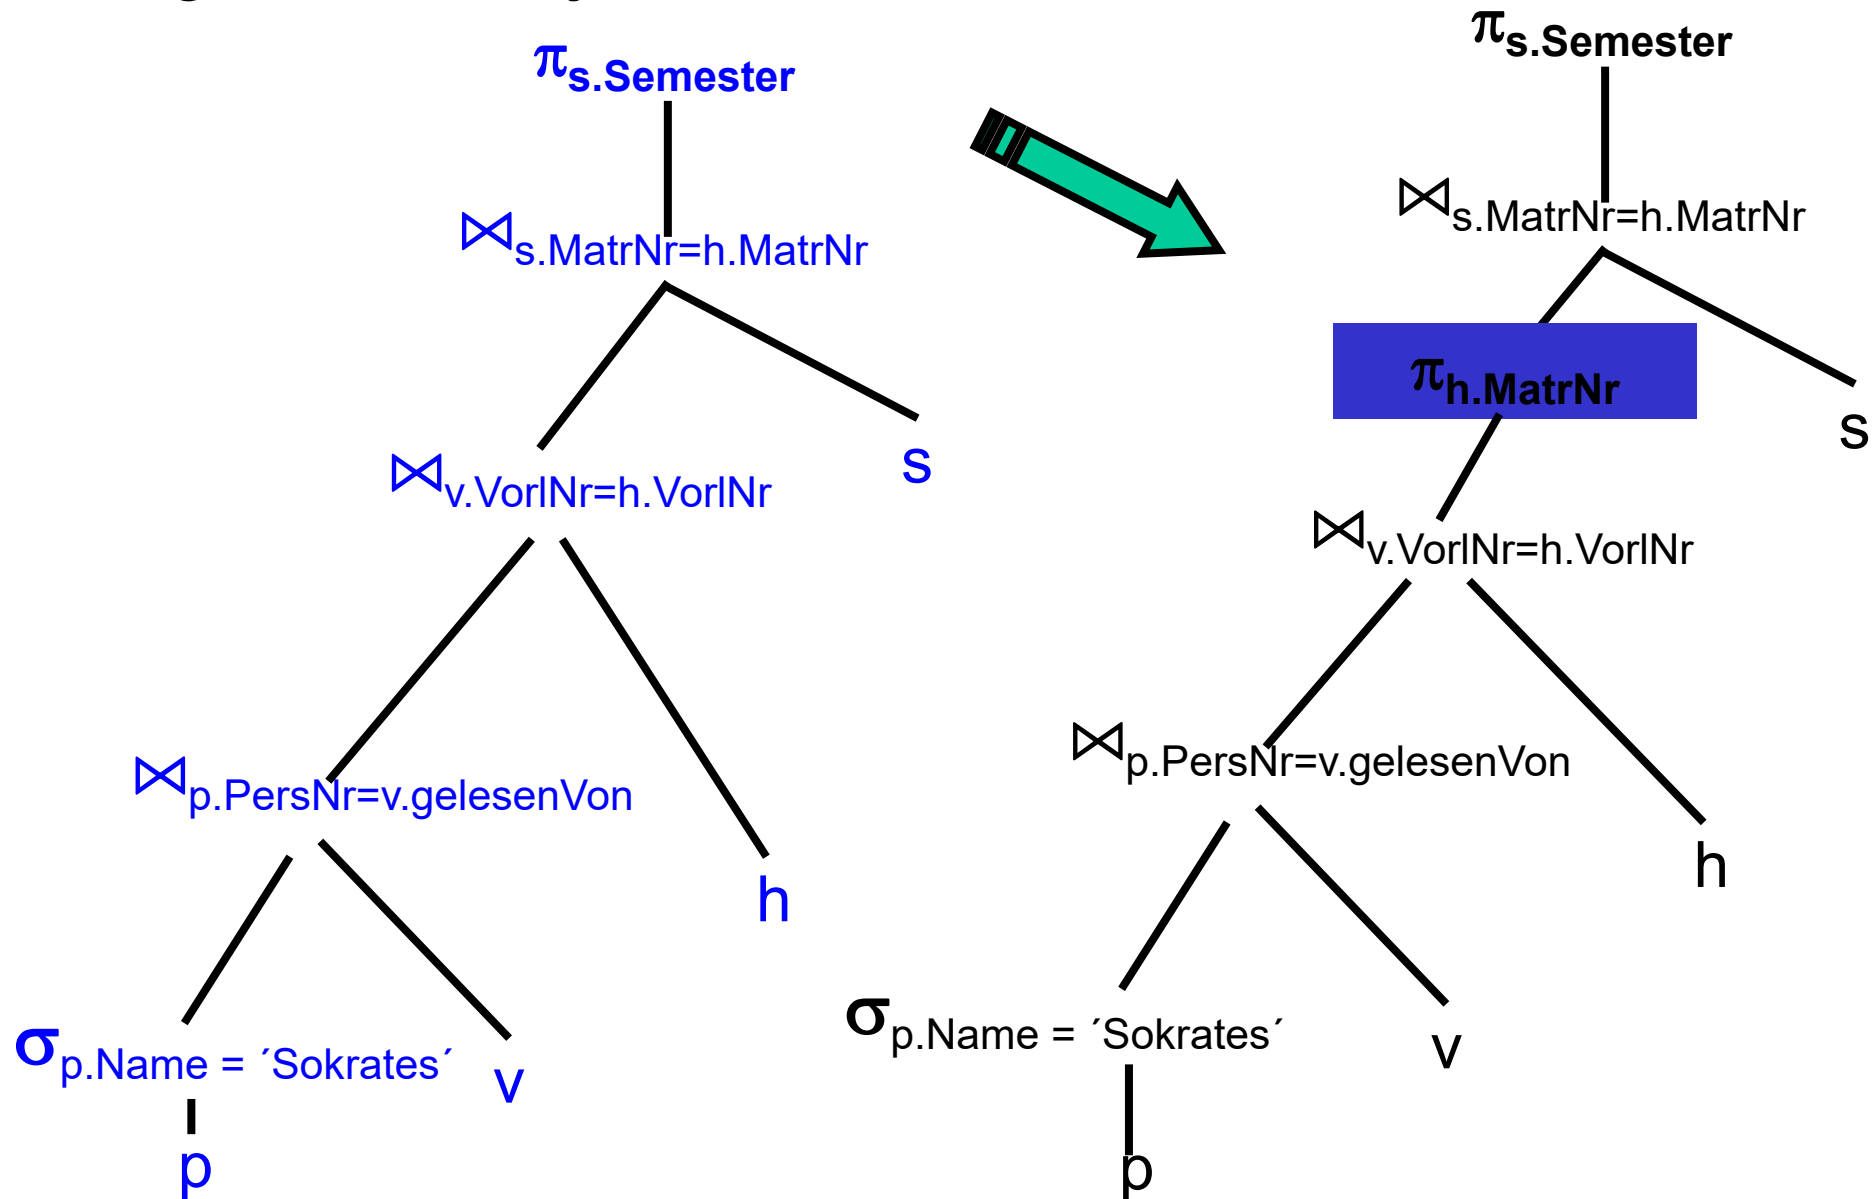 πs.Semester
⋈s.MatrNr=h.MatrNr
s
⋈v.VorlNr=h.VorlNr
h
⋈p.PersNr=v.gelesenVon
v
σp.Name = ´Sokrates´
p
πs.Semester
⋈s.MatrNr=h.MatrNr
s
πh.MatrNr
⋈v.VorlNr=h.VorlNr
h
⋈p.PersNr=v.gelesenVon
v
σp.Name = ´Sokrates´
p